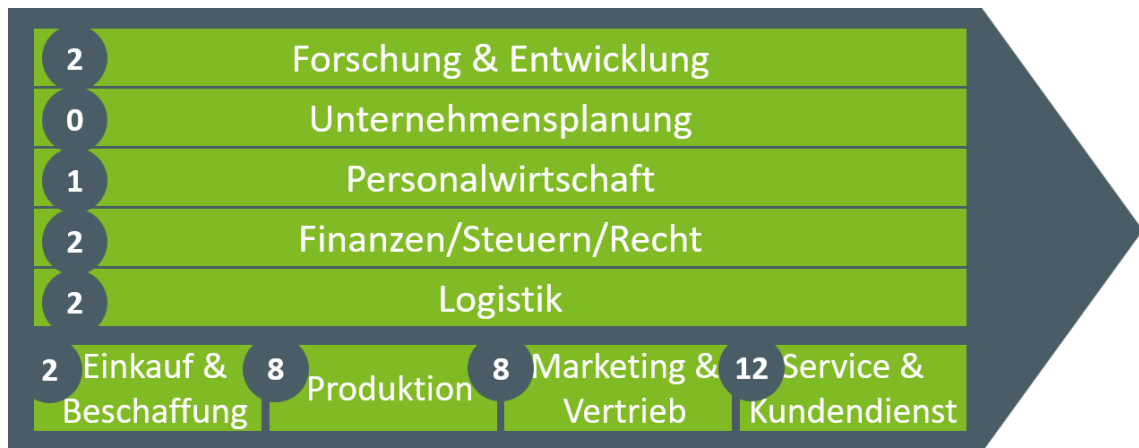 2 Forschung & Entwicklung
0 Unternehmensplanung
1 Personalwirtschaft
2 Finanzen/Steuern/Recht
2 Logistik
2 Einkauf &
Beschaffung
8 Produktion
8 Marketing &
Vertrieb
12 Service &
Kundendienst